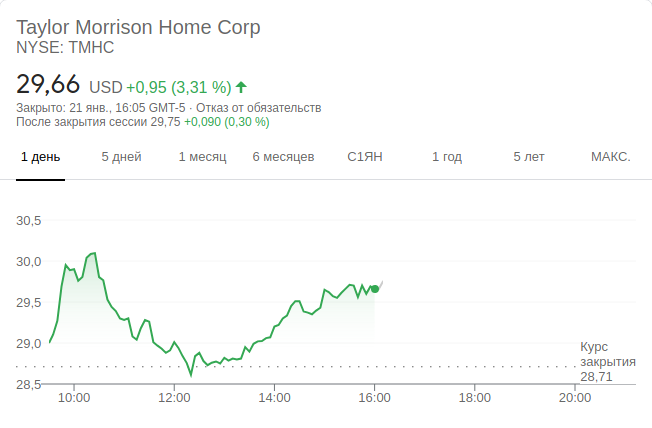 Taylor Morrison Home Corp
NYSE: TMHC
29,66 USD +0,95 (3,31 %)
Закрыто: 21 янв., 16:05 GMT-5 · Отказ от обязательств
После закрытия сессии 29,75 +0,090 (0,30 %)
1 день 5 дней 1 месяц 6 месяцев С1ЯН 1 год 5 лет МАКС.
30,5
30,0
29,5
29,0
28,5
Курс
закрытия
28,71
10:00 12:00 14:00 16:00 18:00 20:00